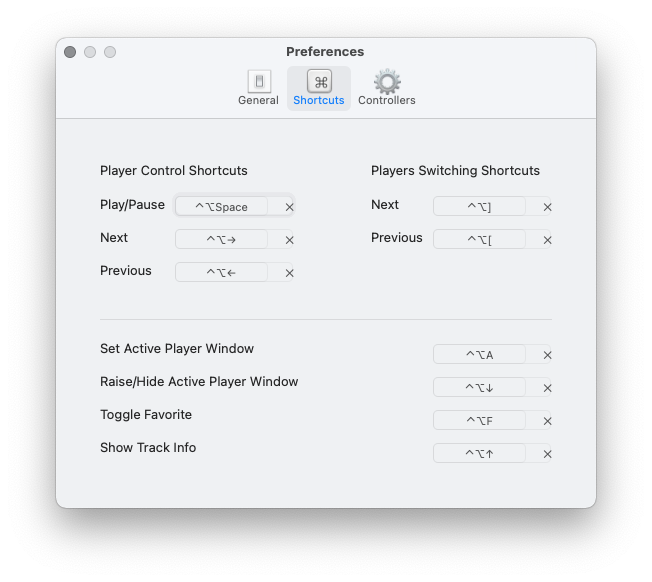 Preferences
General Shortcuts Controllers
Player Control Shortcuts
Play/Pause ^⌥Space ×
Next ^⌥→ ×
Previous ^⌥← ×
Players Switching Shortcuts
Next ^⌥] ×
Previous ^⌥[ ×
Set Active Player Window ^⌥A ×
Raise/Hide Active Player Window ^⌥↓ ×
Toggle Favorite ^⌥F ×
Show Track Info ^⌥↑ ×